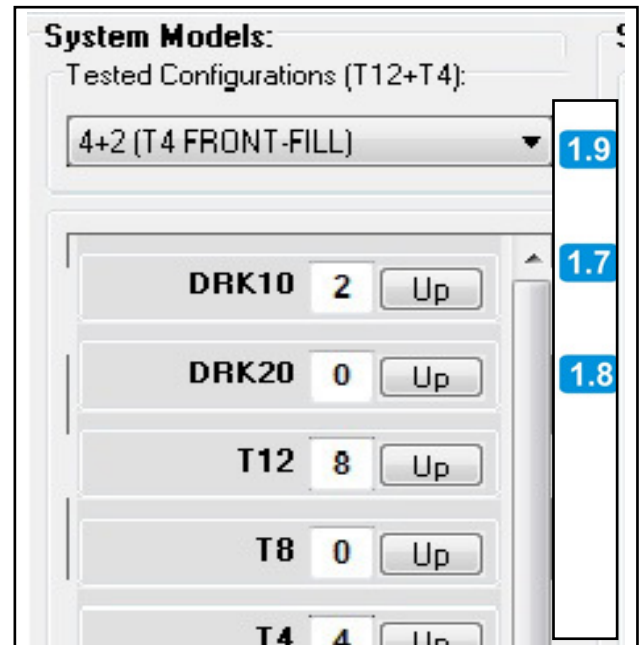 System Models:
Tested Configurations (T12+T4):
4+2 (T4 FRONT-FILL)
1.9
1.7
DRK10 2 Up
DRK20 0 Up
1.8
T12 8 Up
T8 0 Up
T4 4 Up